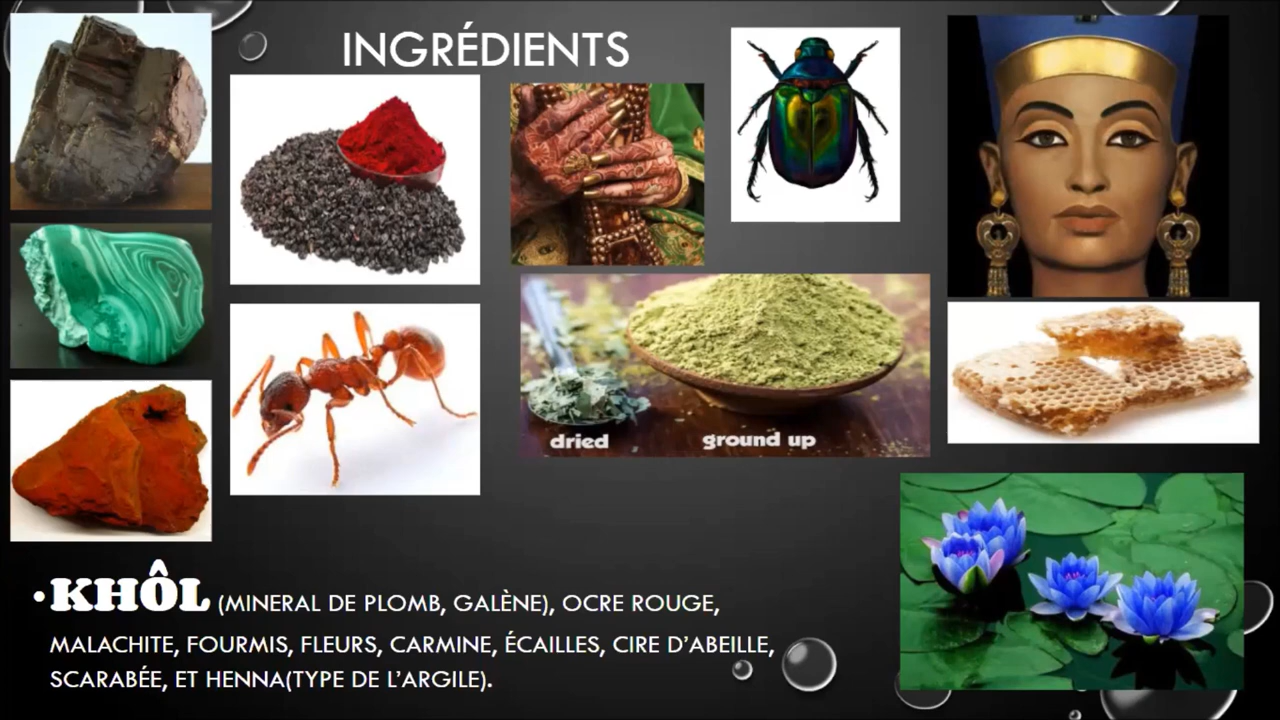 INGRÉDIENTS
dried
ground up
•KHÔL (MINERAL DE PLOMB, GALÈNE), OCRE ROUGE,
MALACHITE, FOURMIS, FLEURS, CARMINE, ÉCAILLES, CIRE D’ABEILLE,
SCARABÉE, ET HENNA(TYPE DE L’ARGILE).